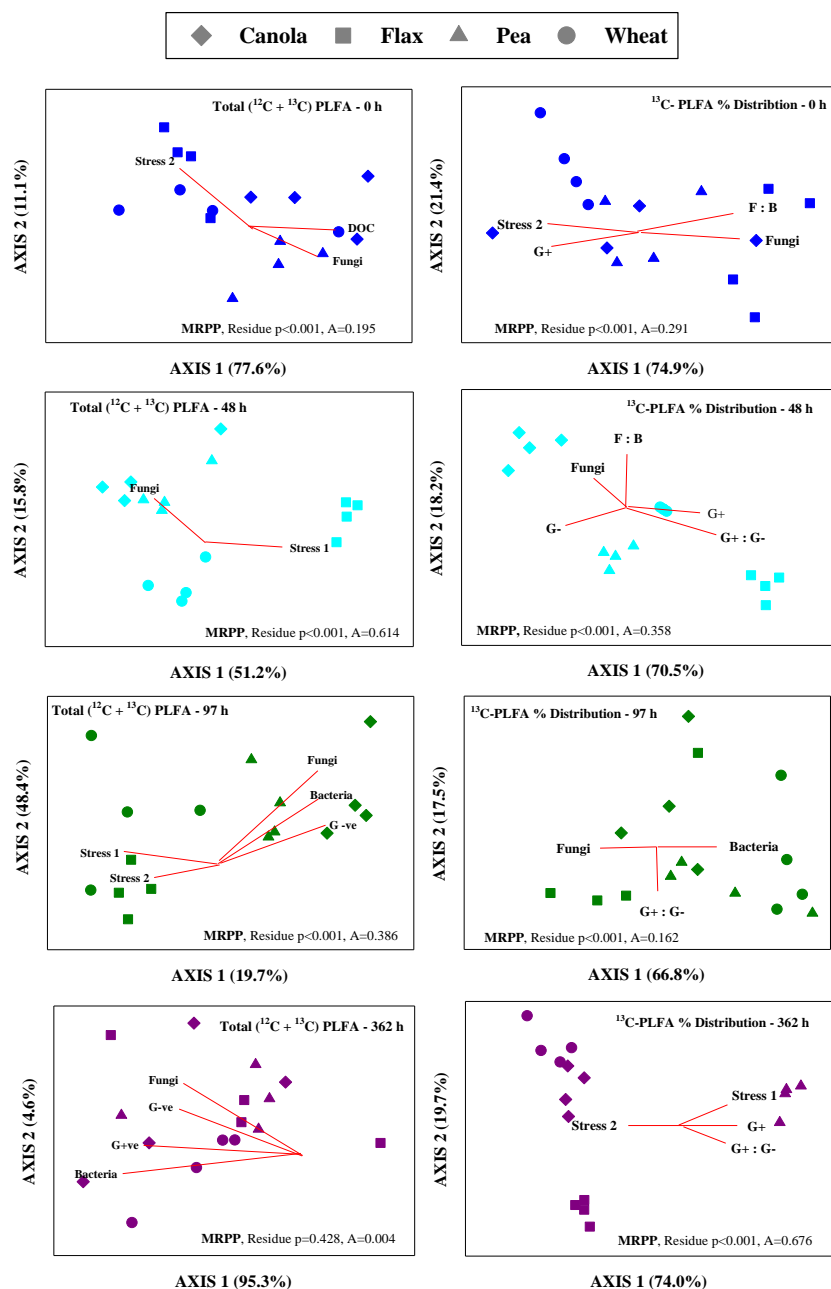 Canola Flax Pea Wheat
Total (¹²C + ¹³C) PLFA - 0 h
Stress 2
DOC
Fungi
MRPP, Residue p<0.001, A=0.195
AXIS 2 (11.1%)
AXIS 1 (77.6%)
¹³C- PLFA % Distribtion - 0 h
F : B
Stress 2
Fungi
G+
MRPP, Residue p<0.001, A=0.291
AXIS 2 (21.4%)
AXIS 1 (74.9%)
Total (¹²C + ¹³C) PLFA - 48 h
Fungi
Stress 1
MRPP, Residue p<0.001, A=0.614
AXIS 2 (15.8%)
AXIS 1 (51.2%)
¹³C-PLFA % Distribution - 48 h
F : B
Fungi
G+
G-
G+ : G-
MRPP, Residue p<0.001, A=0.358
AXIS 2 (18.2%)
AXIS 1 (70.5%)
Total (¹²C + ¹³C) PLFA - 97 h
Fungi
Bacteria
G -ve
Stress 1
Stress 2
MRPP, Residue p<0.001, A=0.386
AXIS 2 (48.4%)
AXIS 1 (19.7%)
¹³C-PLFA % Distribution - 97 h
Fungi
Bacteria
G+ : G-
MRPP, Residue p<0.001, A=0.162
AXIS 2 (17.5%)
AXIS 1 (66.8%)
Total (¹²C + ¹³C) PLFA - 362 h
Fungi
G-ve
G+ve
Bacteria
MRPP, Residue p=0.428, A=0.004
AXIS 2 (4.6%)
AXIS 1 (95.3%)
¹³C-PLFA % Distribution - 362 h
Stress 1
Stress 2
G+
G+ : G-
MRPP, Residue p<0.001, A=0.676
AXIS 2 (19.7%)
AXIS 1 (74.0%)